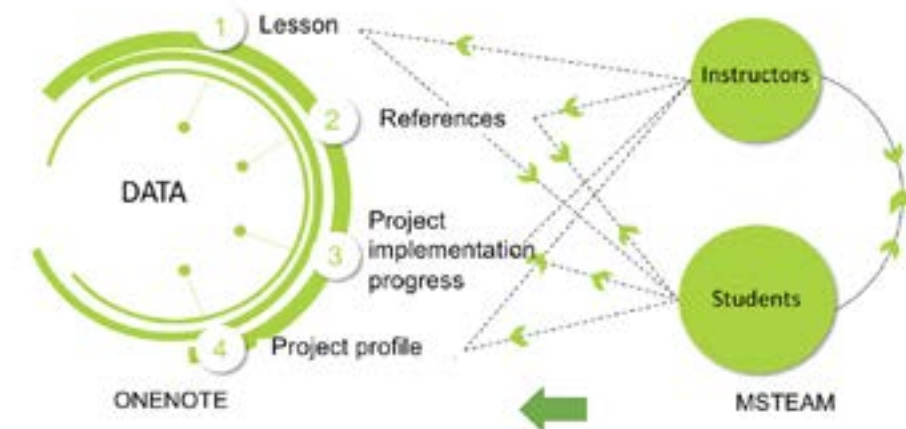 1 Lesson
Instructors
2 References
DATA
3 Project
implementation
progress
Students
4 Project profile
ONENOTE
MSTEAM